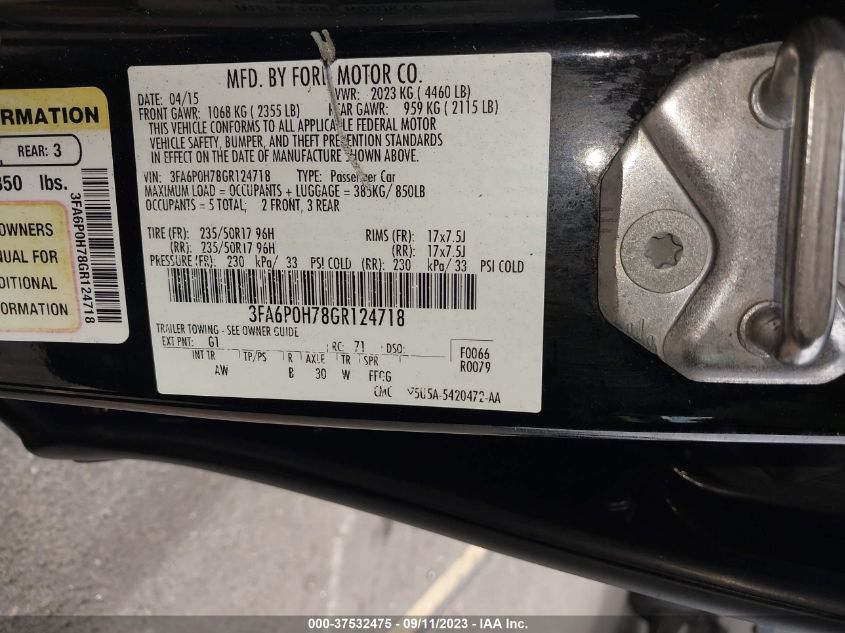 MFD. BY FORD MOTOR CO.
DATE: 04/15
VWR: 2023 KG ( 4460 LB)
FRONT GAWR: 1068 KG ( 2355 LB)
REAR GAWR: 959 KG ( 2115 LB)
THIS VEHICLE CONFORMS TO ALL APPLICABLE FEDERAL MOTOR
VEHICLE SAFETY, BUMPER, AND THEFT PREVENTION STANDARDS
IN EFFECT ON THE DATE OF MANUFACTURE SHOWN ABOVE.
VIN: 3FA6P0H78GR124718 TYPE: Passenger Car
MAXIMUM LOAD = OCCUPANTS + LUGGAGE = 385KG/ 850LB
OCCUPANTS = 5 TOTAL; 2 FRONT, 3 REAR
TIRE (FR): 235/50R17 96H RIMS (FR): 17x7.5J
(RR): 235/50R17 96H (RR): 17x7.5J
PRESSURE (FR): 230 kPa/ 33 PSI COLD (RR): 230 kPa/ 33 PSI COLD
3FA6P0H78GR124718
TRAILER TOWING - SEE OWNER GUIDE
EXT PNT: G1 RC: 71 DSO:
F0066
R0079
INT TR TP/PS R AXLE TR SPR
AW B 30 W
CMC
5U5A-5420472-AA
ORMATION
REAR: 3
850 lbs.
OWNERS
ANUAL FOR
DDITIONAL
FORMATION
3FA6P0H78GR124718
000-37532475 - 09/11/2023 - IAA Inc.